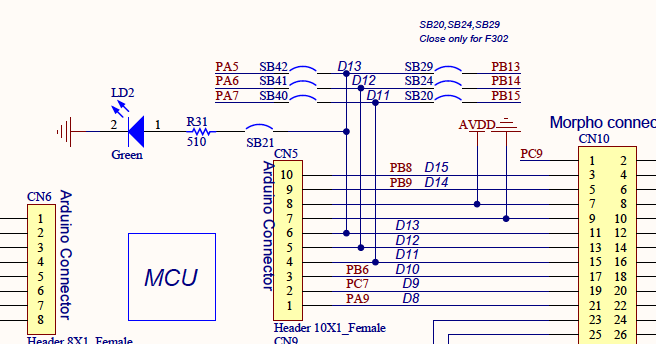 SB20,SB24,SB29
Close only for F302
PA5 SB42 D13 SB29 PB13
PA6 SB41 D12 SB24 PB14
PA7 SB40 D11 SB20 PB15
LD2
2 1 R31
Green 510 SB21
AVDD
Morpho connec
CN10
CN5
PC9 1 2
10 PB8 D15 3 4
9 PB9 D14 5 6
8 7 8
7 9 10
6 D13 11 12
5 D12 13 14
4 D11 15 16
3 PB6 D10 17 18
2 PC7 D9 19 20
1 PA9 D8 21 22
23 24
25 26
Arduino Connector
Header 10X1_Female
CN9
CN6
1
2
3
4
5
6
7
8
Arduino Connector
Header 8X1_Female
MCU